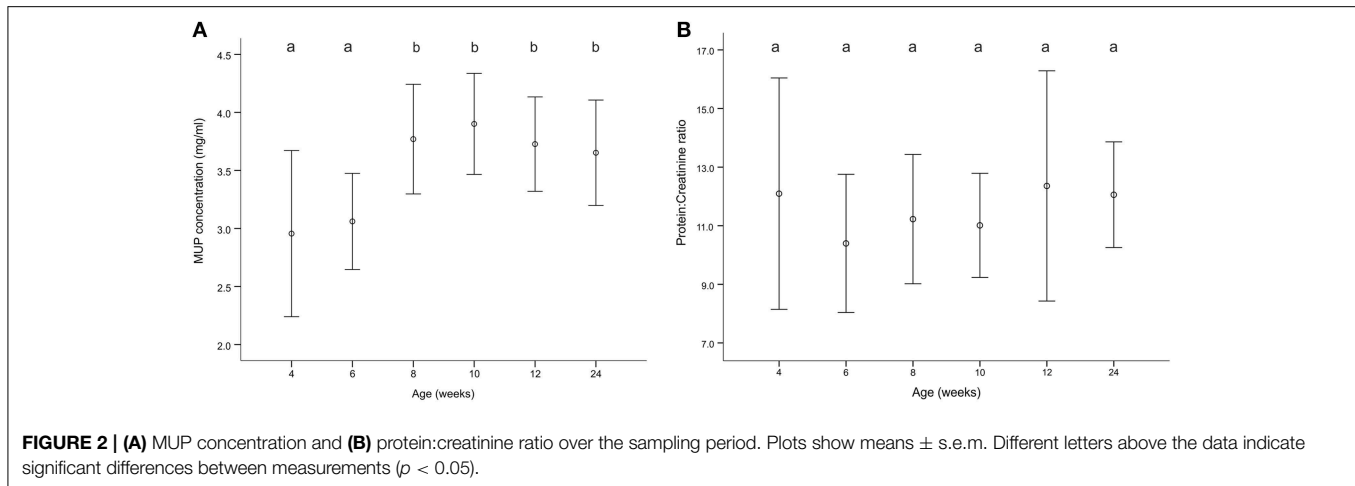 A
B
a a b b b b
a a a a a a
4.5
4.0
3.5
3.0
2.5
2.0
MUP concentration (mg/ml)
4 6 8 10 12 24
Age (weeks)
17.0
15.0
13.0
11.0
9.0
7.0
Protein:Creatinine ratio
4 6 8 10 12 24
Age (weeks)
FIGURE 2 | (A) MUP concentration and (B) protein:creatinine ratio over the sampling period. Plots show means ± s.e.m. Different letters above the data indicate
significant differences between measurements (p < 0.05).